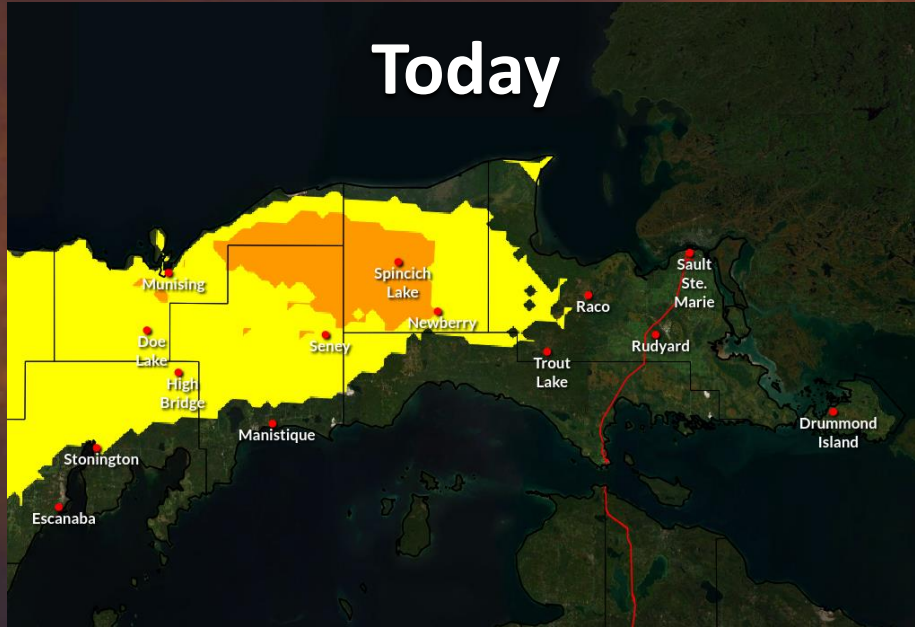 Today
Munising
Spincich
Lake
Sault
Ste.
Marie
Raco
Newberry
Doe
Lake
Seney
Rudyard
Trout
Lake
High
Bridge
Manistique
Drummond
Island
Stonington
Escanaba